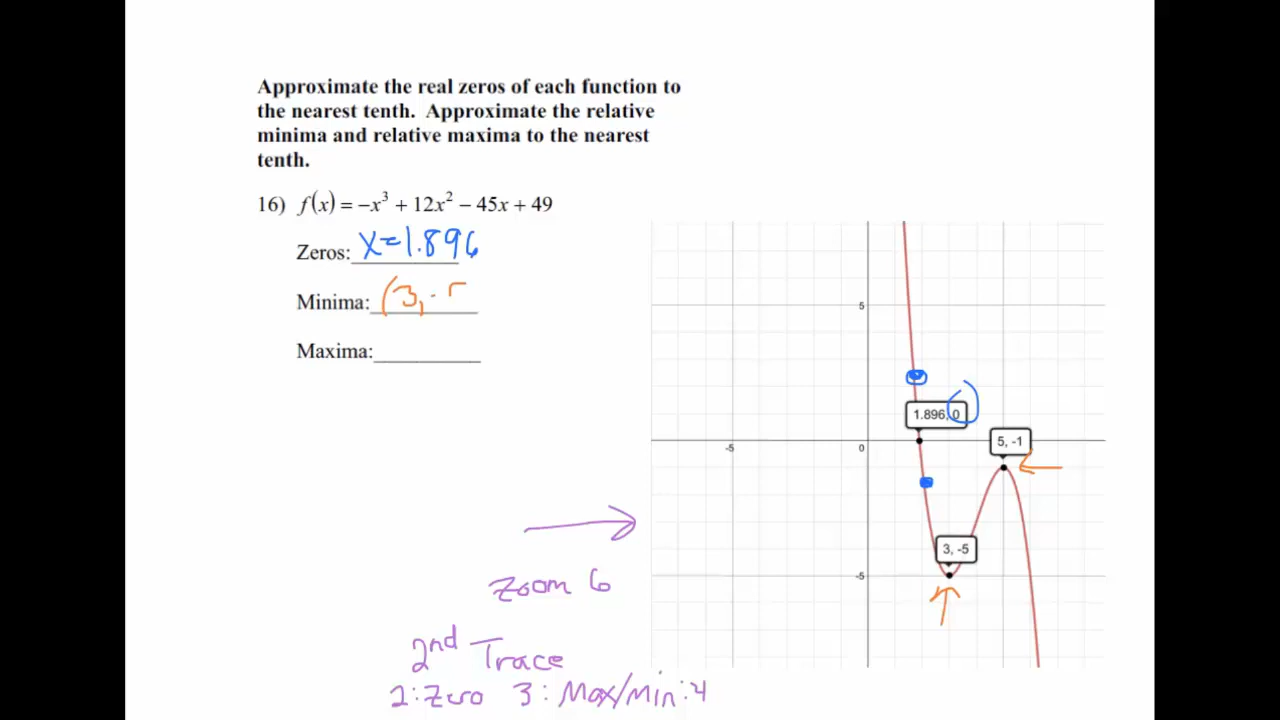 Approximate the real zeros of each function to
the nearest tenth. Approximate the relative
minima and relative maxima to the nearest
tenth.
16) f(x) = −x³ + 12x² − 45x + 49
Zeros: x=1.896
Minima: (3, -5
Maxima:
5
1.896, 0
-5
0
5, -1
3, -5
-5
Zoom 6
2nd Trace
2:Zero 3: Max/Min:4